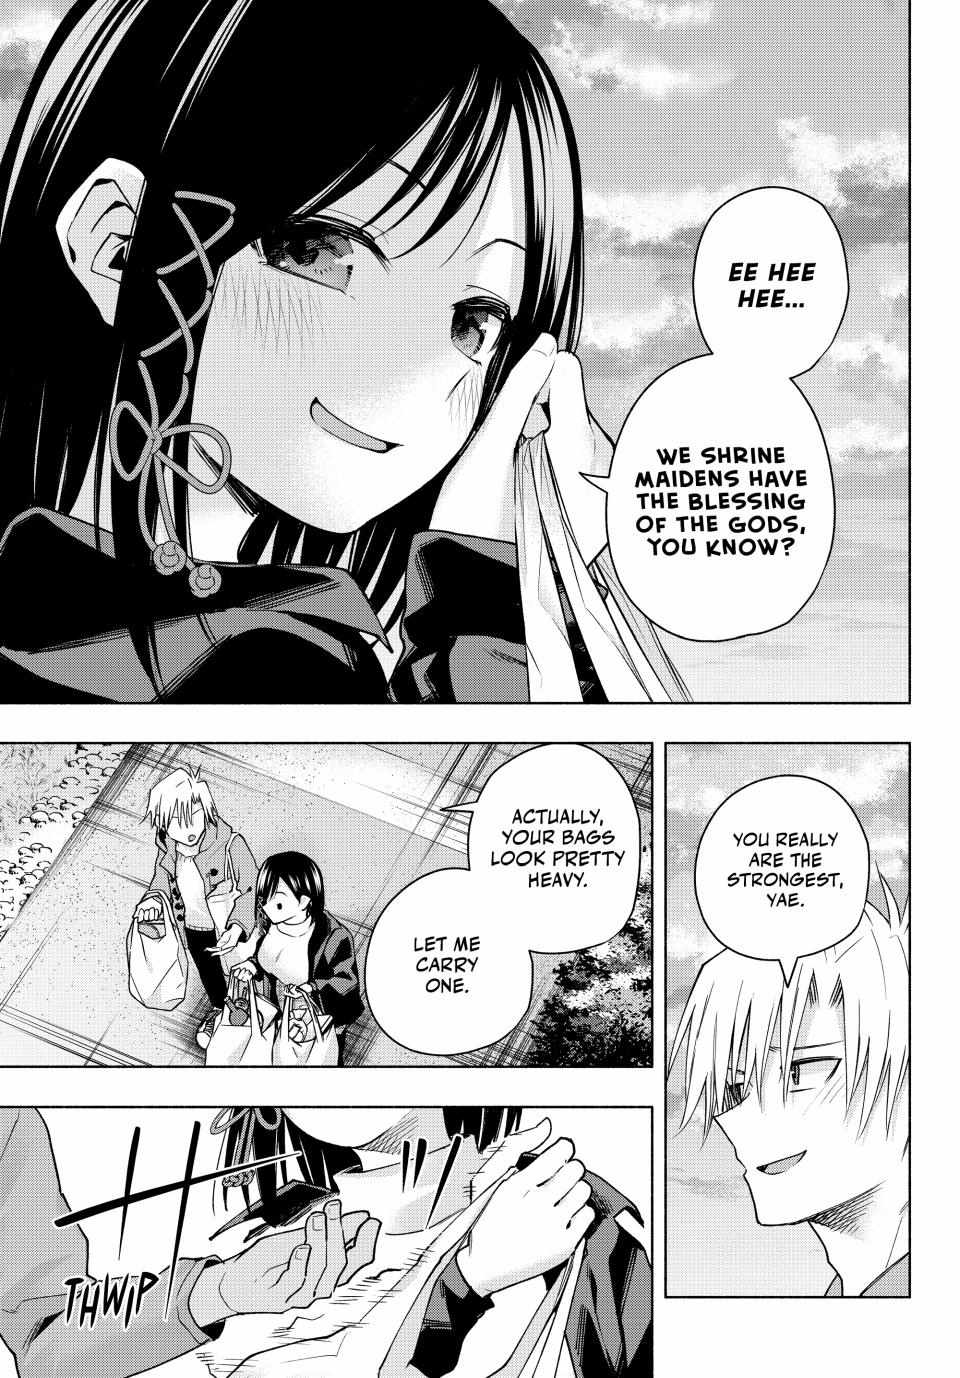 EE HEE
HEE...
WE SHRINE
MAIDENS HAVE
THE BLESSING
OF THE GODS,
YOU KNOW?
YOU REALLY
ARE THE
STRONGEST,
YAE.
ACTUALLY,
YOUR BAGS
LOOK PRETTY
HEAVY.
LET ME
CARRY
ONE.
THWIP